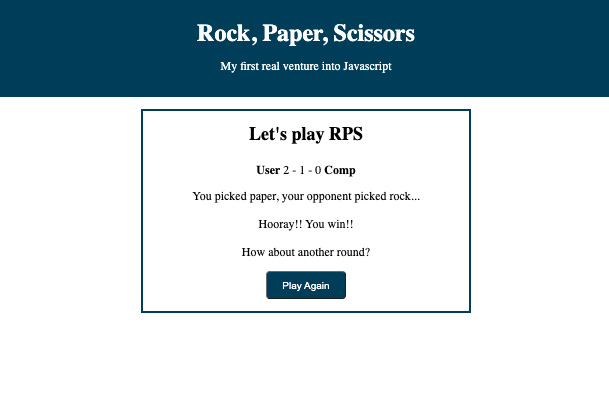 Rock, Paper, Scissors
My first real venture into Javascript
Let's play RPS
User 2 - 1 - 0 Comp
You picked paper, your opponent picked rock...
Hooray!! You win!!
How about another round?
Play Again